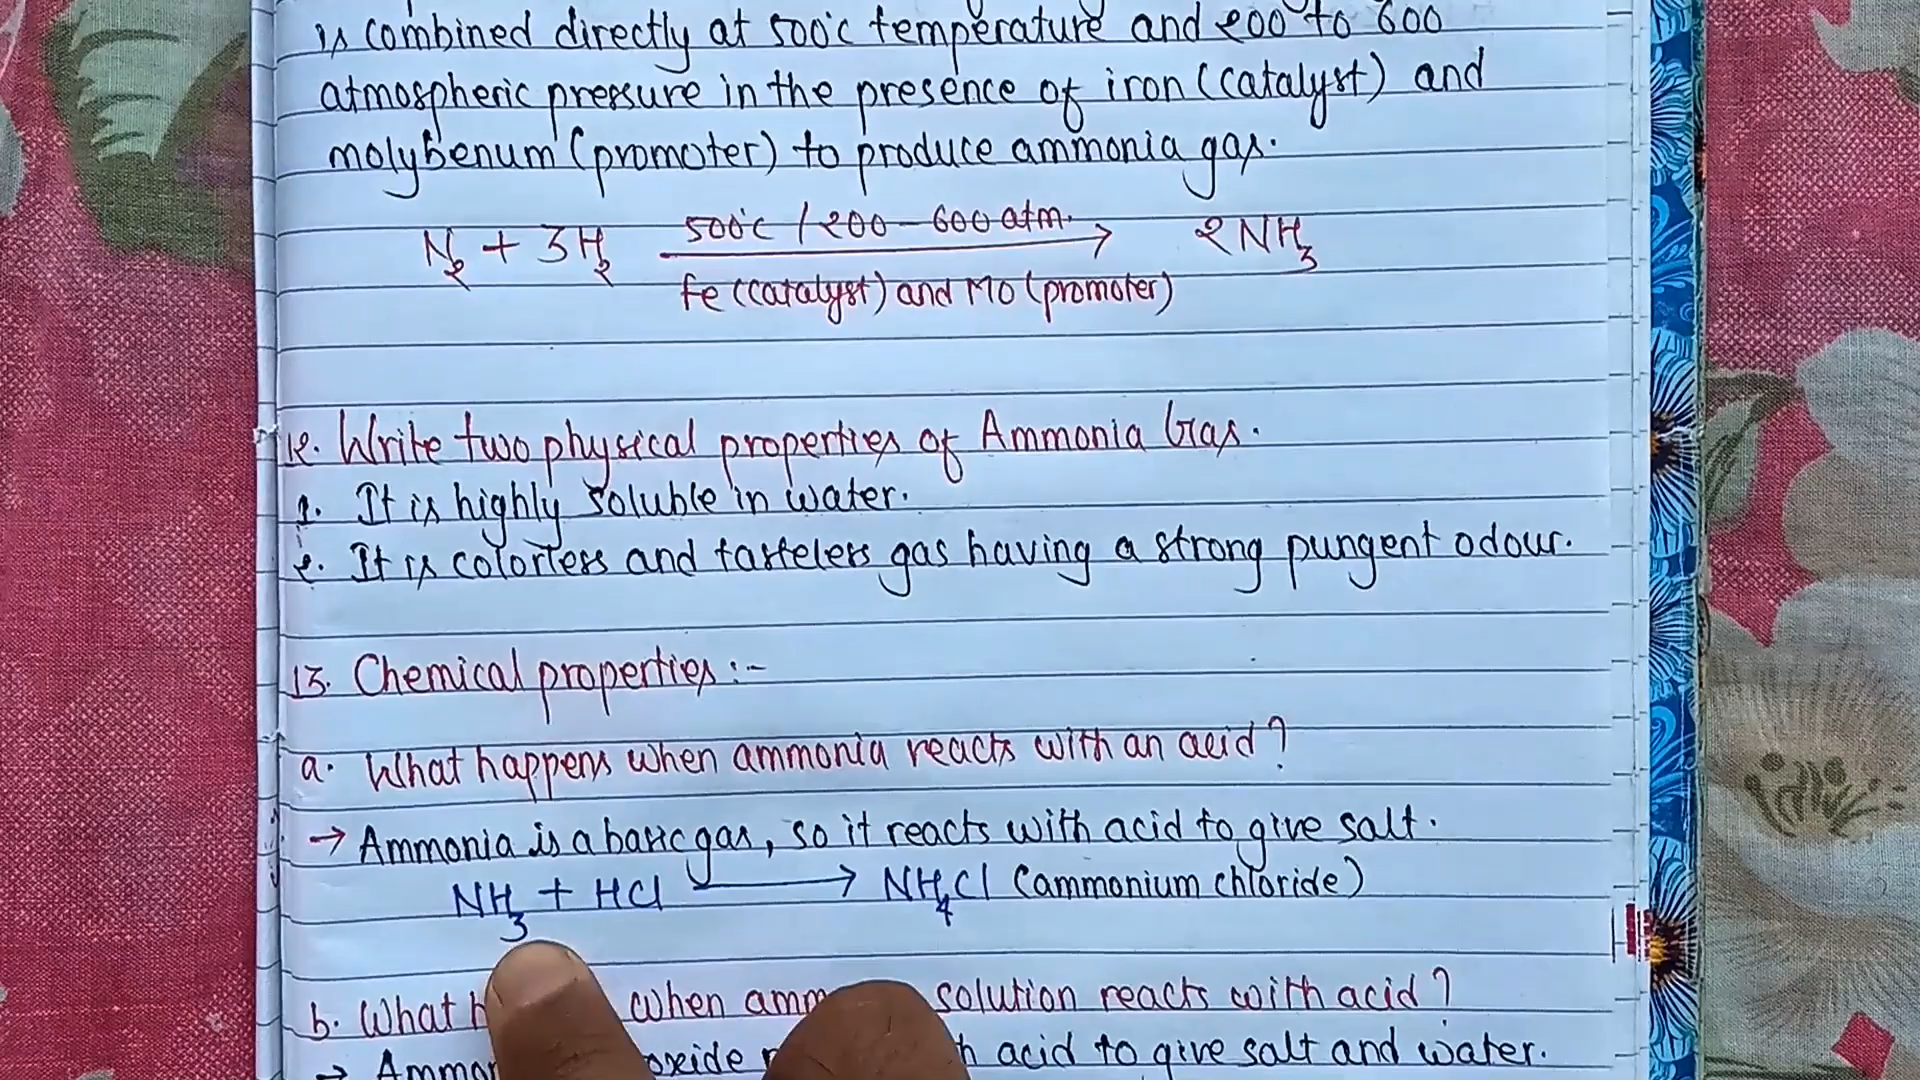 is combined directly at 500°c temperature and 200 to 600
atmospheric pressure in the presence of iron (catalyst) and
molybenum (promoter) to produce ammonia gas.
500°c / 200 - 600 atm.
N2 + 3H2 → 2NH3
Fe (catalyst) and Mo (promoter)
12. Write two physical properties of Ammonia Gas.
1. It is highly soluble in water.
2. It is colorless and tasteless gas having a strong pungent odour.
13. Chemical properties :-
a. What happens when ammonia reacts with an acid?
→ Ammonia is a basic gas, so it reacts with acid to give salt.
NH3 + HCl → NH4Cl (ammonium chloride)
b. What when solution reacts with acid?
→ acid to give salt and water.